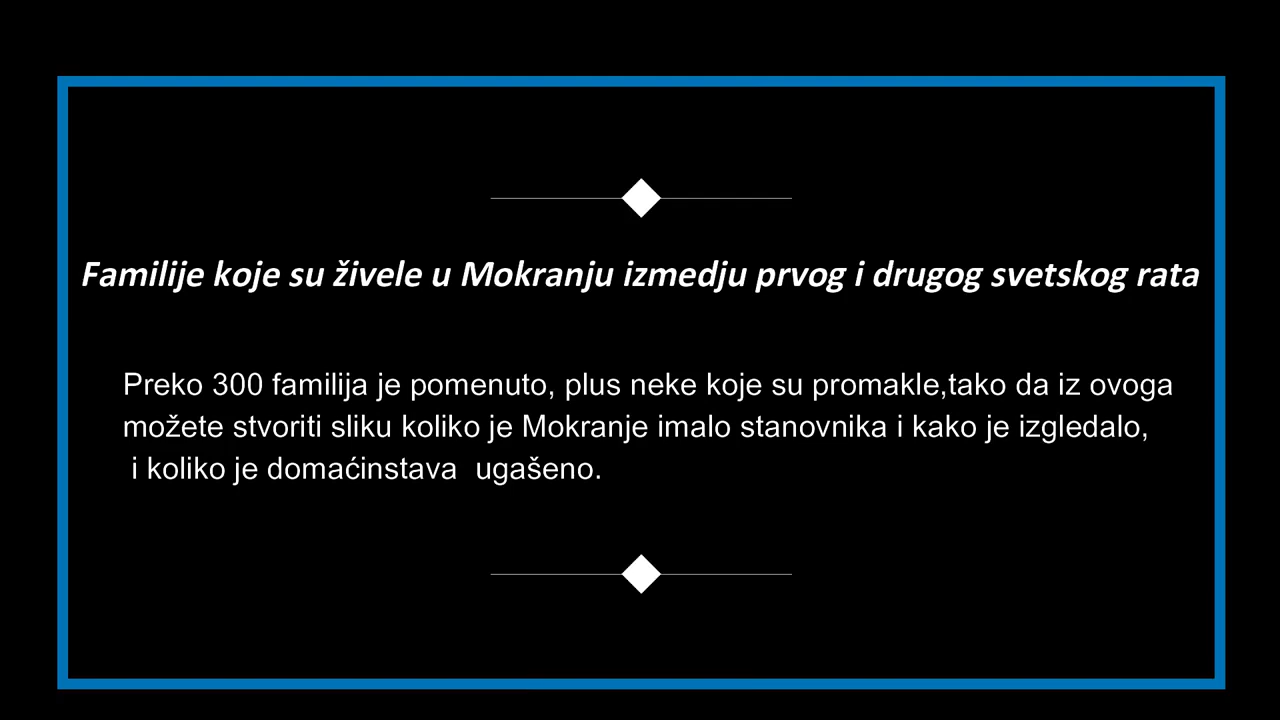 Familije koje su živele u Mokranju izmedju prvog i drugog svetskog rata
Preko 300 familija je pomenuto, plus neke koje su promakle,tako da iz ovoga
možete stvoriti sliku koliko je Mokranje imalo stanovnika i kako je izgledalo,
i koliko je domaćinstava  ugašeno.